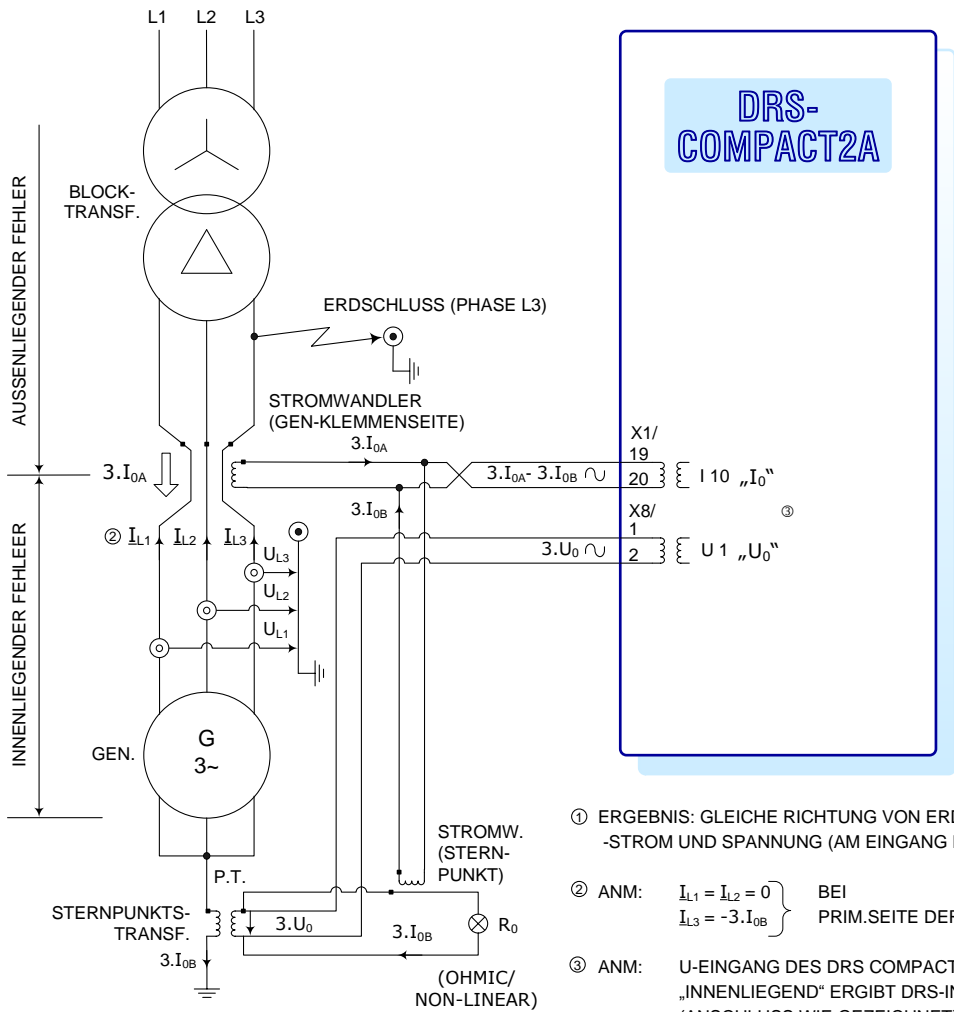 L1 L2 L3
DRS-
COMPACT2A
BLOCK-
TRANSF.
AUSSENLIEGENDER FEHLER
ERDSCHLUSS (PHASE L3)
STROMWANDLER
(GEN-KLEMMENSEITE)
3.I0A
3.I0A
X1/
19
20
3.I0A- 3.I0B
I 10 „I0“
3.I0B
X8/
1
2
③
② IL1 IL2 IL3
3.U0
U 1 „U0“
UL3
UL2
UL1
INNENLIEGENDER FEHLEER
GEN.
G
3~
STROMW.
(STERN-
PUNKT)
P.T.
STERNPUNKTS-
TRANSF.
3.U0
3.I0B
R0
3.I0B
(OHMIC/
NON-LINEAR)
① ERGEBNIS: GLEICHE RICHTUNG VON
-STROM UND SPANNUNG (AM EINGANG
② ANM: IL1 = IL2 = 0 } BEI
IL3 = -3.I0B PRIM.SEITE
③ ANM: U-EINGANG DES DRS COMPACT
„INNENLIEGEND“ ERGIBT